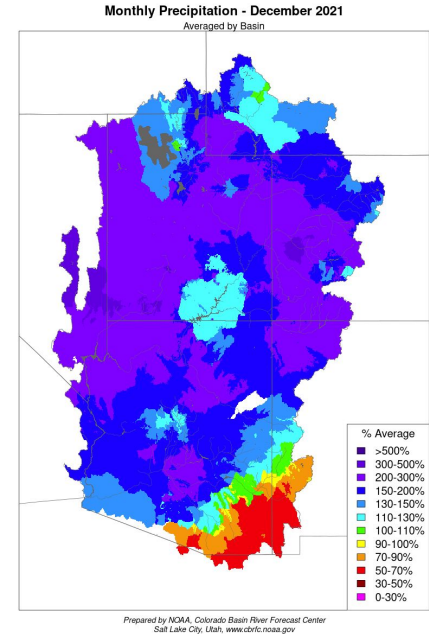 Monthly Precipitation - December 2021
Averaged by Basin
% Average
>500%
300-500%
200-300%
150-200%
130-150%
110-130%
100-110%
90-100%
70-90%
50-70%
30-50%
0-30%
Prepared by NOAA, Colorado Basin River Forecast Center
Salt Lake City, Utah, www.cbrfc.noaa.gov